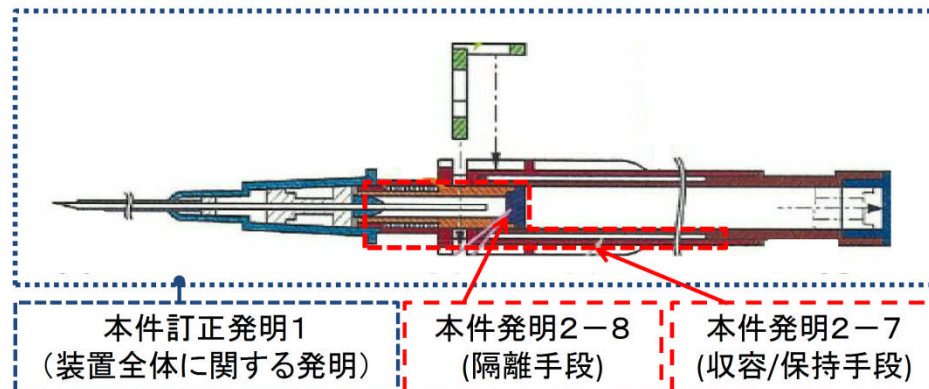 本件訂正発明1
(装置全体に関する発明)
本件発明2-8
(隔離手段)
本件発明2-7
(収容/保持手段)